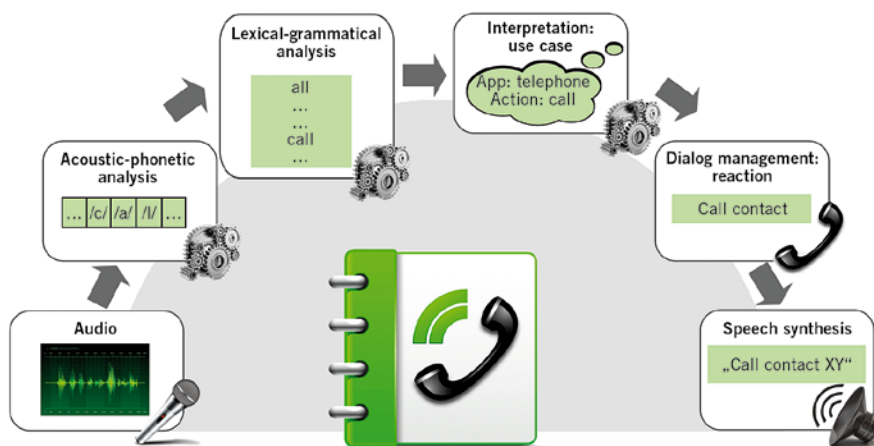 Audio
Acoustic-phonetic
analysis
... /c/ /a/ /l/ ...
Lexical-grammatical
analysis
all
...
...
call
...
Interpretation:
use case
App: telephone
Action: call
Dialog management:
reaction
Call contact
Speech synthesis
„Call contact XY“